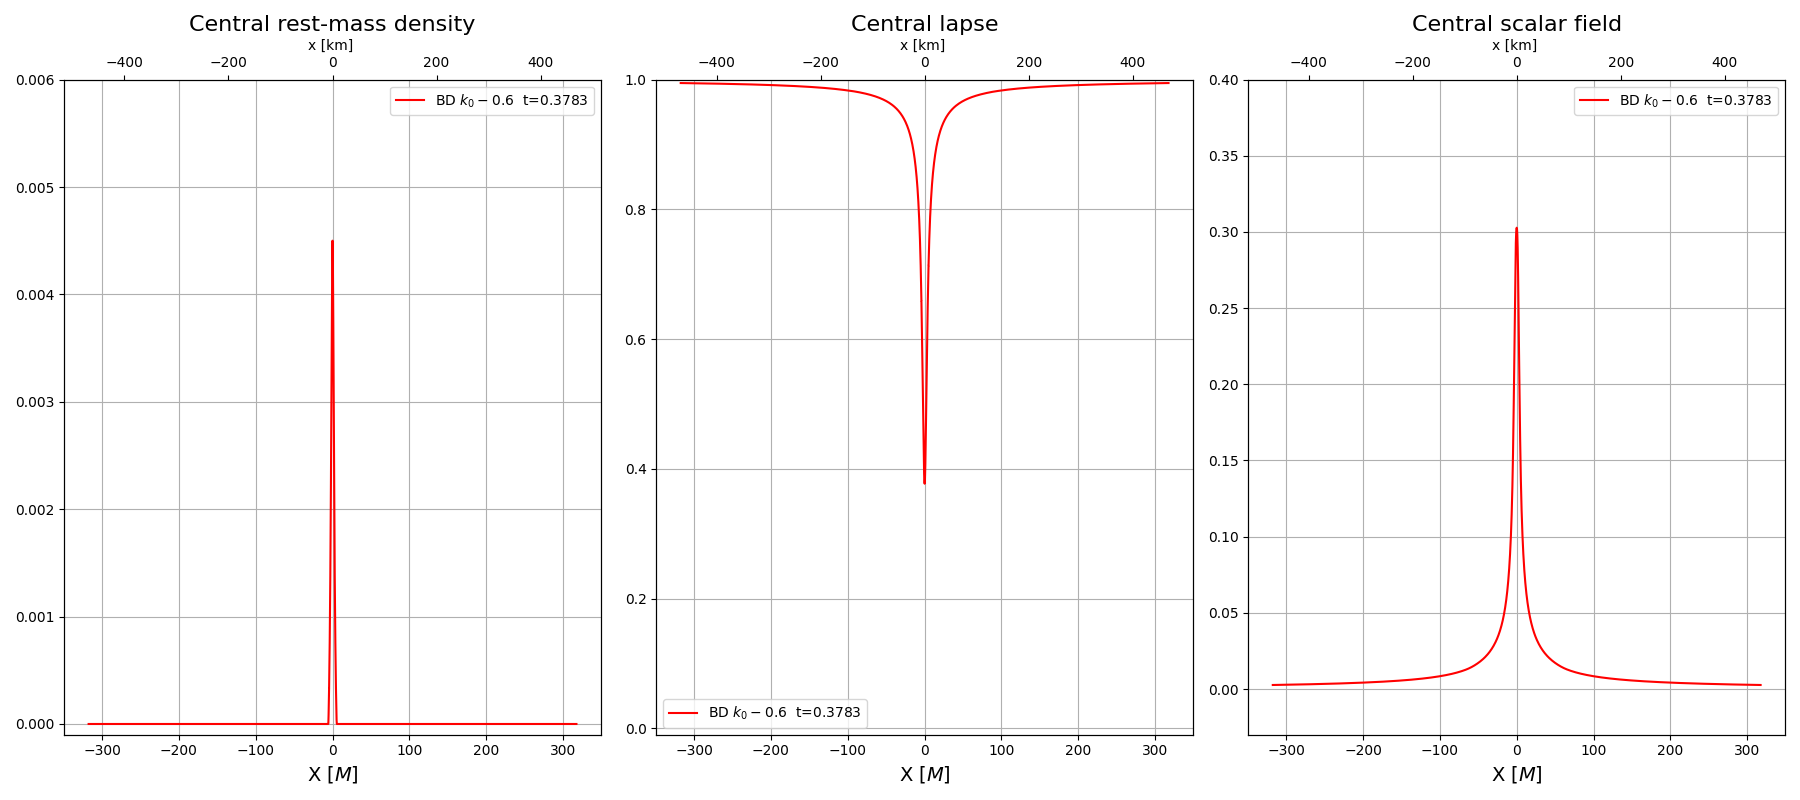 Central rest-mass density
x [km]
−400 −200 0 200 400
0.006
0.005
0.004
0.003
0.002
0.001
0.000
BD k₀ − 0.6 t=0.3783
−300 −200 −100 0 100 200 300
X [M]
Central lapse
x [km]
−400 −200 0 200 400
1.0
0.8
0.6
0.4
0.2
0.0
BD k₀ − 0.6 t=0.3783
−300 −200 −100 0 100 200 300
X [M]
Central scalar field
x [km]
−400 −200 0 200 400
0.40
0.35
0.30
0.25
0.20
0.15
0.10
0.05
0.00
BD k₀ − 0.6 t=0.3783
−300 −200 −100 0 100 200 300
X [M]